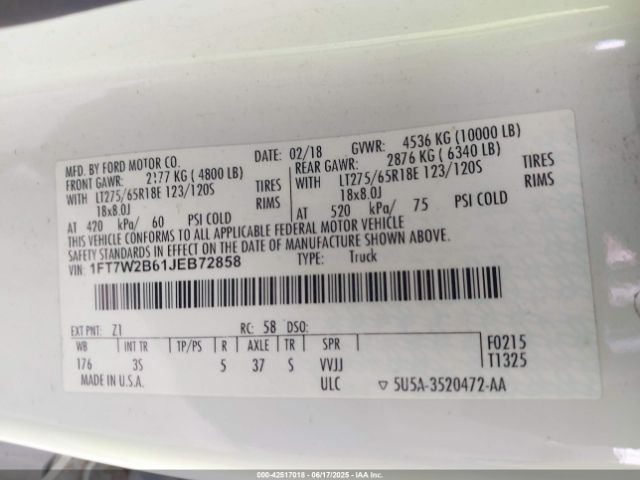 MFD. BY FORD MOTOR CO.
DATE: 02/18 GVWR: 4536 KG (10000 LB)
FRONT GAWR: 2177 KG ( 4800 LB)
REAR GAWR: 2876 KG ( 6340 LB)
WITH LT275/65R18E 123/120S TIRES
WITH LT275/65R18E 123/120S TIRES
18x8.0J RIMS
18x8.0J RIMS
AT 420 kPa/ 60 PSI COLD
AT 520 kPa/ 75 PSI COLD
THIS VEHICLE CONFORMS TO ALL APPLICABLE FEDERAL MOTOR VEHICLE
SAFETY STANDARDS IN EFFECT ON THE DATE OF MANUFACTURE SHOWN ABOVE.
VIN: 1FT7W2B61JEB72858 TYPE: Truck
EXT PNT: Z1 RC: 58 DSO:
WB INT TR TP/PS R AXLE TR SPR
176 3S 5 37 S VVJJ
F0215
T1325
MADE IN U.S.A. ULC ▽ 5U5A-3520472-AA
000-42517018 - 06/17/2025 - IAA Inc.